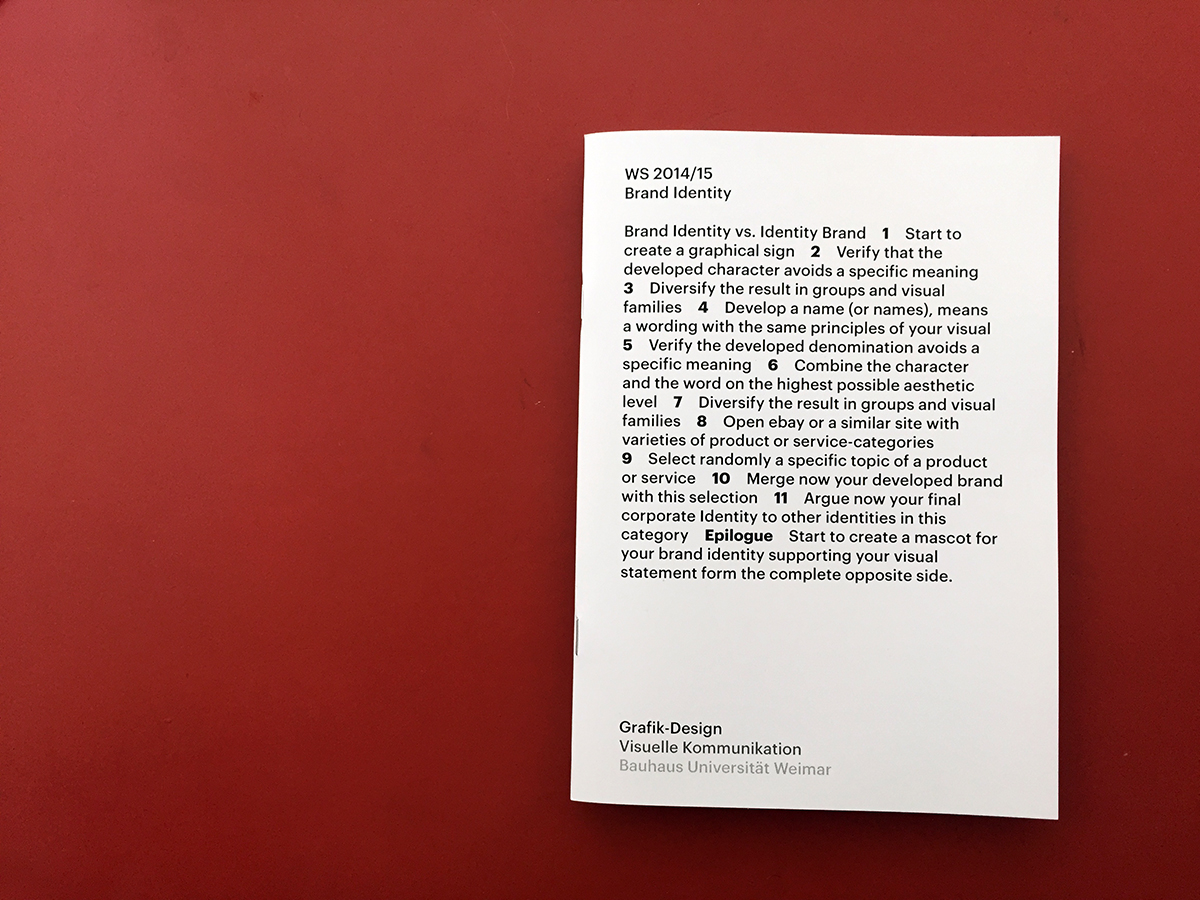 WS 2014/15
Brand Identity
Brand Identity vs. Identity Brand 1 Start to
create a graphical sign 2 Verify that the
developed character avoids a specific meaning
3 Diversify the result in groups and visual
families 4 Develop a name (or names), means
a wording with the same principles of your visual
5 Verify the developed denomination avoids a
specific meaning 6 Combine the character
and the word on the highest possible aesthetic
level 7 Diversify the result in groups and visual
families 8 Open ebay or a similar site with
varieties of product or service-categories
9 Select randomly a specific topic of a product
or service 10 Merge now your developed brand
with this selection 11 Argue now your final
corporate Identity to other identities in this
category Epilogue Start to create a mascot for
your brand identity supporting your visual
statement form the complete opposite side.
Grafik-Design
Visuelle Kommunikation
Bauhaus Universität Weimar